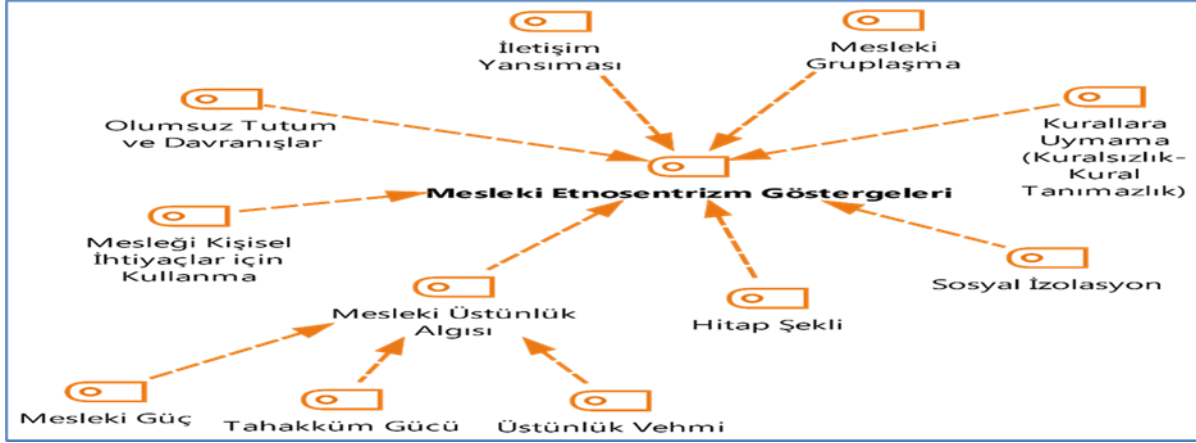 İletişim
Yansıması
Mesleki
Gruplaşma
Olumsuz Tutum
ve Davranışlar
Kurallara
Uymama
(Kuralsızlık-
Kural
Tanımazlık)
Mesleki Etnosentrizm Göstergeleri
Mesleği Kişisel
İhtiyaçlar için
Kullanma
Sosyal İzolasyon
Mesleki Üstünlük
Algısı
Hitap Şekli
Mesleki Güç
Tahakküm Gücü
Üstünlük Vehmi